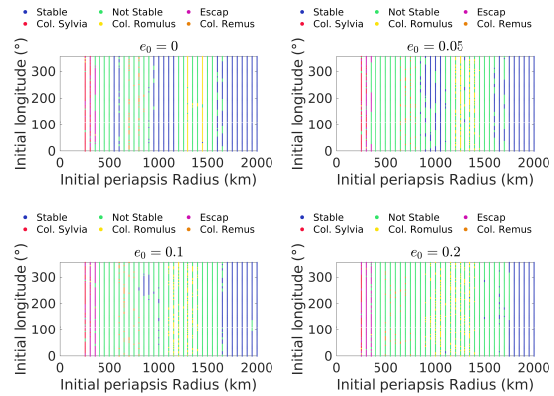 Stable Not Stable Escap
Col. Sylvia Col. Romulus Col. Remus
e₀ = 0
Initial longitude (°)
300
200
100
0
0 500 1000 1500 2000
Initial periapsis Radius (km)
Stable Not Stable Escap
Col. Sylvia Col. Romulus Col. Remus
e₀ = 0.05
Initial longitude (°)
300
200
100
0
0 500 1000 1500 2000
Initial periapsis Radius (km)
Stable Not Stable Escap
Col. Sylvia Col. Romulus Col. Remus
e₀ = 0.1
Initial longitude (°)
300
200
100
0
0 500 1000 1500 2000
Initial periapsis Radius (km)
Stable Not Stable Escap
Col. Sylvia Col. Romulus Col. Remus
e₀ = 0.2
Initial longitude (°)
300
200
100
0
0 500 1000 1500 2000
Initial periapsis Radius (km)